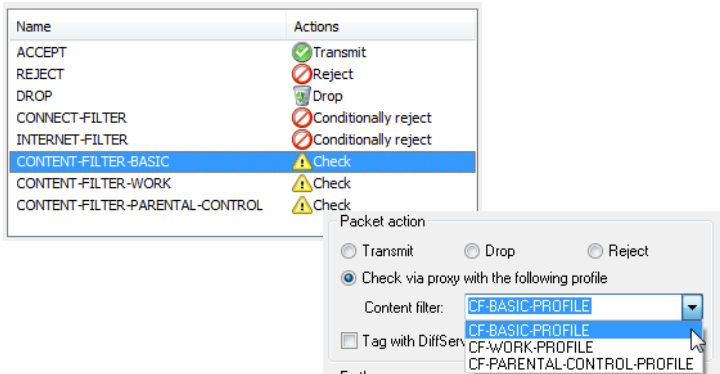 Name Actions
ACCEPT Transmit
REJECT Reject
DROP Drop
CONNECT-FILTER Conditionally reject
INTERNET-FILTER Conditionally reject
CONTENT-FILTER-BASIC Check
CONTENT-FILTER-WORK Check
CONTENT-FILTER-PARENTAL-CONTROL Check
Packet action
Transmit Drop Reject
Check via proxy with the following profile
Content filter: CF-BASIC-PROFILE
CF-BASIC-PROFILE
Tag with DiffServ
CF-WORK-PROFILE
CF-PARENTAL-CONTROL-PROFILE